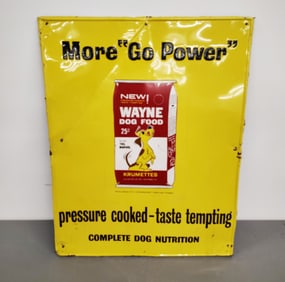 More "Go Power"
NEW!
WAYNE
DOG FOOD
25¢
KRUMETTES
pressure cooked-taste tempting
COMPLETE DOG NUTRITION